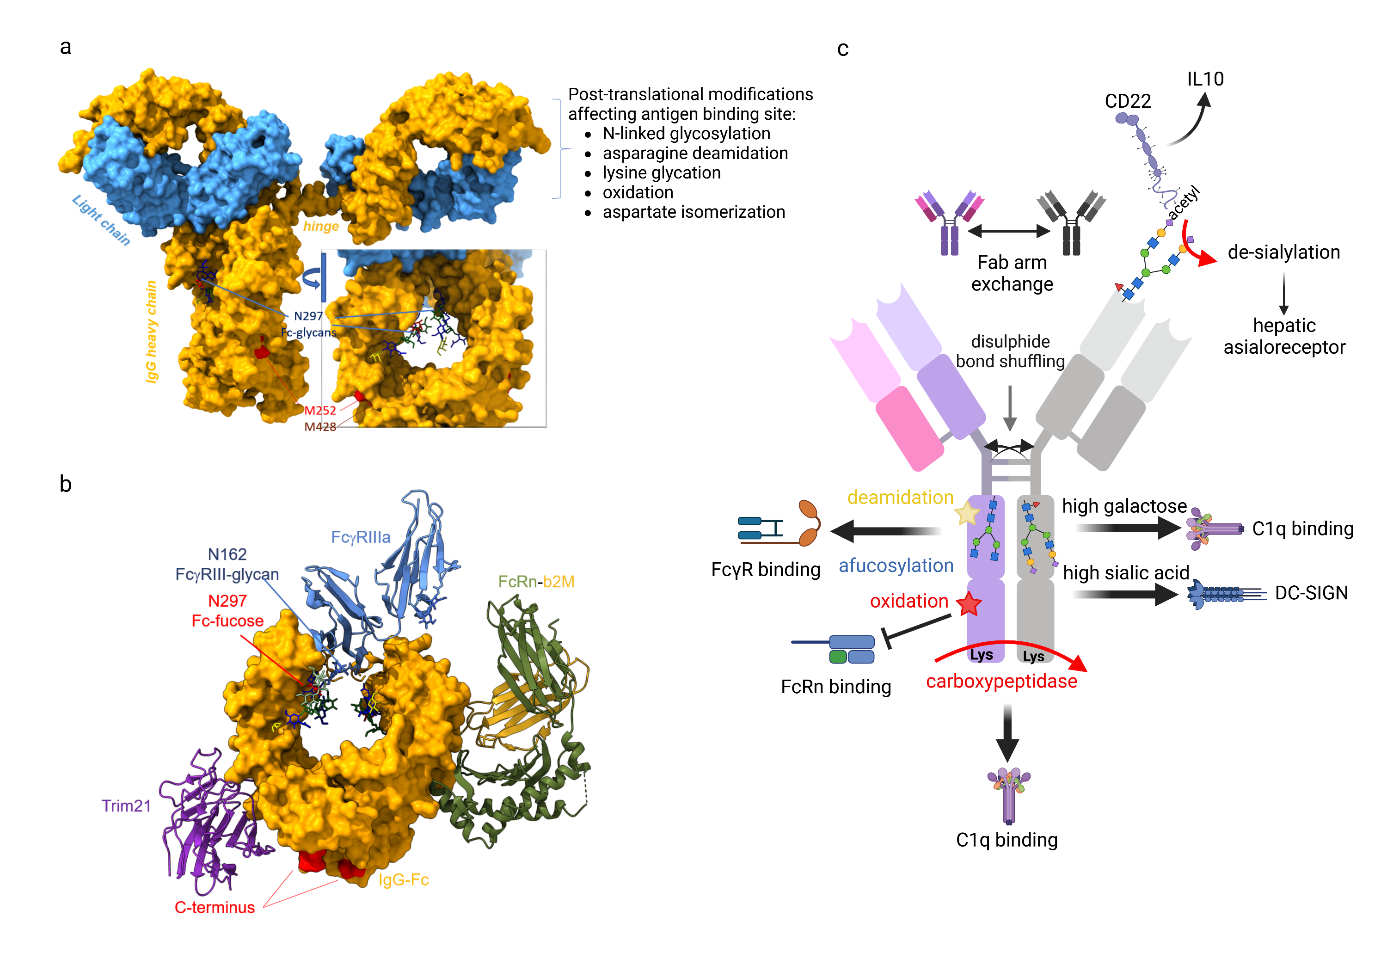 a
Post-translational modifications
affecting antigen binding site:
• N-linked glycosylation
• asparagine deamidation
• lysine glycation
• oxidation
• aspartate isomerization
Light chain
hinge
IgG heavy chain
N297
Fc-glycans
M252
M428
b
FcγRIIIa
N162
FcγRIII-glycan
N297
Fc-fucose
FcRn-b2M
Trim21
IgG-Fc
C-terminus
c
IL10
CD22
acetyl
de-sialylation
hepatic
asialoreceptor
Fab arm
exchange
disulphide
bond shuffling
deamidation
FcγR binding
afucosylation
oxidation
FcRn binding
high galactose
C1q binding
high sialic acid
DC-SIGN
Lys
Lys
carboxypeptidase
C1q binding